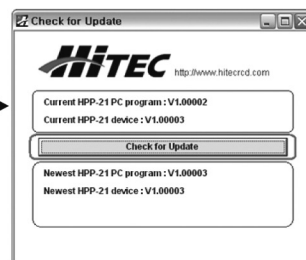 Check for Update
HiTEC http://www.hitecrcd.com
Current HPP-21 PC program : V1.00002
Current HPP-21 device : V1.00003
Check for Update
Newest HPP-21 PC program : V1.00003
Newest HPP-21 device : V1.00003